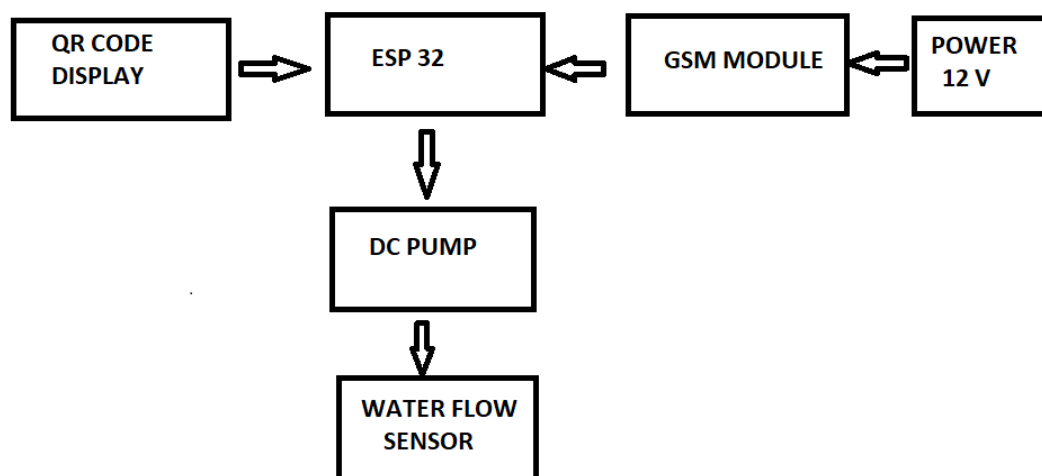 QR CODE
DISPLAY
ESP 32
GSM MODULE
POWER
12 V
DC PUMP
WATER FLOW
SENSOR